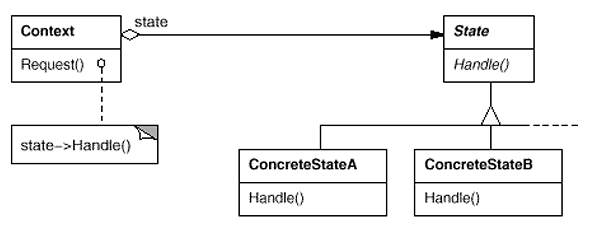 Context
Request()
state
State
Handle()
state->Handle()
ConcreteStateA
Handle()
ConcreteStateB
Handle()